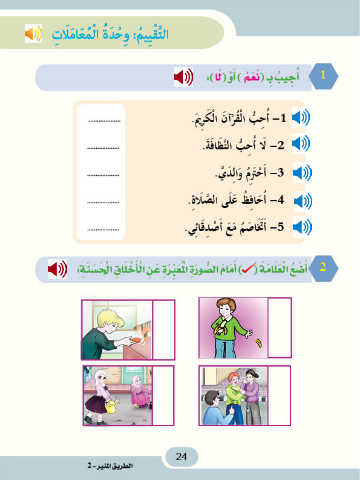 التَّقْيِيمُ: وِحْدَةُ الْمُعَامَلَاتِ
1 أُجِيبُ بِـ (نَعَمْ) أَوْ (لَا):
1- أُحِبُّ الْقُرْآنَ الْكَرِيمَ. ................
2- لَا أُحِبُّ النَّظَافَةَ. ................
3- أَحْتَرِمُ وَالِدَيَّ. ................
4- أُحَافِظُ عَلَى الصَّلَاةِ. ................
5- أَتَخَاصَمُ مَعَ أَصْدِقَائِي. ................
2 أَضَعُ الْعَلَامَةَ (✓) أَمَامَ الصُّورَةِ الْمُعَبِّرَةِ عَنِ الْأَخْلَاقِ الْحَسَنَةِ:
24
الطريق المنير - 2